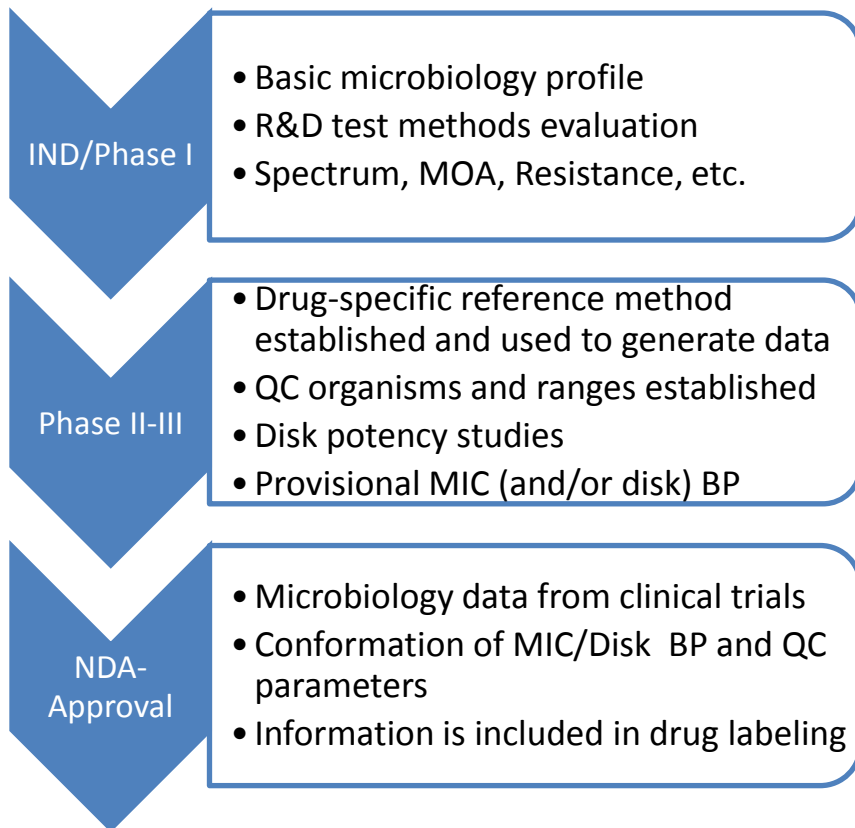 IND/Phase I
• Basic microbiology profile
• R&D test methods evaluation
• Spectrum, MOA, Resistance, etc.
Phase II-III
• Drug-specific reference method
established and used to generate data
• QC organisms and ranges established
• Disk potency studies
• Provisional MIC (and/or disk) BP
NDA-
Approval
• Microbiology data from clinical trials
• Conformation of MIC/Disk BP and QC
parameters
• Information is included in drug labeling